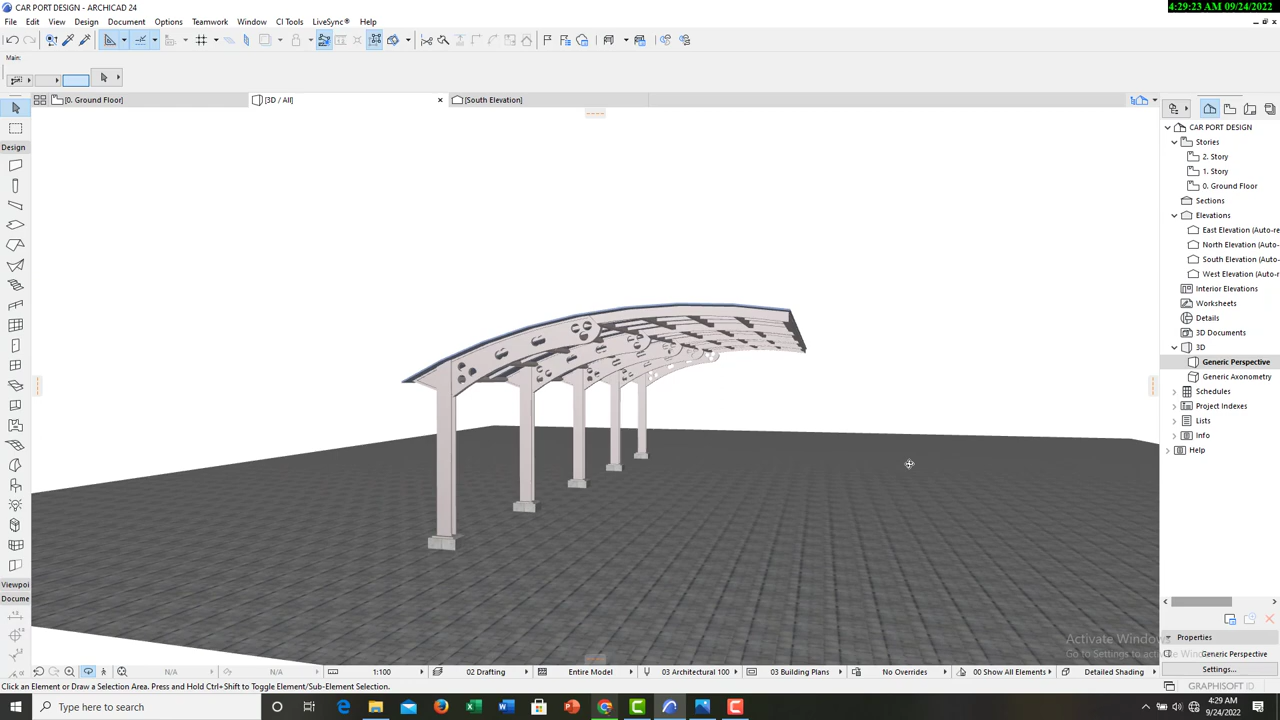 CAR PORT DESIGN - ARCHICAD 24
4:29:23 AM 09/24/2022
File Edit View Design Document Options Teamwork Window CI Tools LiveSync® Help
Main:
[0. Ground Floor]
[3D / All]
[South Elevation]
Design
Viewpoi
Docume
CAR PORT DESIGN
Stories
2. Story
1. Story
0. Ground Floor
Sections
Elevations
East Elevation (Auto-re
North Elevation (Auto-
South Elevation (Auto-
West Elevation (Auto-r
Interior Elevations
Worksheets
Details
3D Documents
3D
Generic Perspective
Generic Axonometry
Schedules
Project Indexes
Lists
Info
Help
Properties
Generic Perspective
Settings...
Activate Window
Go to Settings to activate Win
N/A N/A 1:100 02 Drafting Entire Model 03 Architectural 100 03 Building Plans No Overrides 00 Show All Elements Detailed Shading
Click an Element or Draw a Selection Area. Press and Hold Ctrl+Shift to Toggle Element/Sub-Element Selection.
GRAPHISOFT ID
Type here to search
4:29 AM
9/24/2022